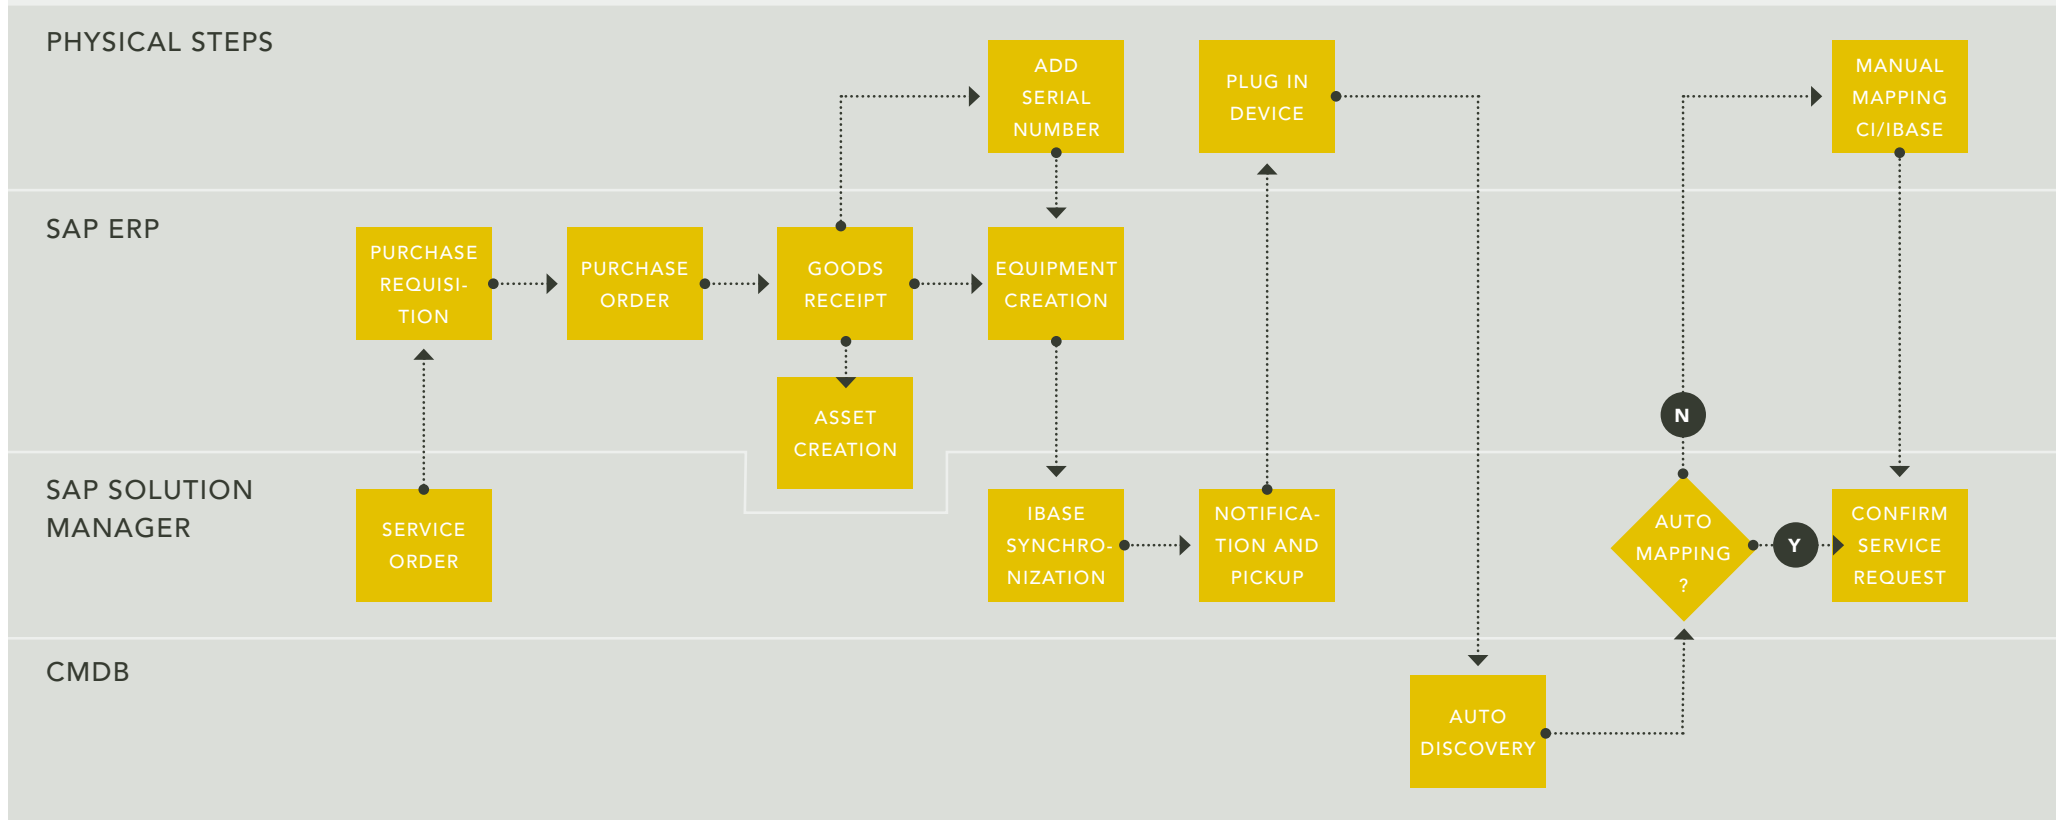 PHYSICAL STEPS
ADD
SERIAL
NUMBER
PLUG IN
DEVICE
MANUAL
MAPPING
CI/IBASE
SAP ERP
PURCHASE
REQUISI-
TION
PURCHASE
ORDER
GOODS
RECEIPT
EQUIPMENT
CREATION
ASSET
CREATION
N
SAP SOLUTION
MANAGER
SERVICE
ORDER
IBASE
SYNCHRO-
NIZATION
NOTIFICA-
TION AND
PICKUP
AUTO
MAPPING
?
Y
CONFIRM
SERVICE
REQUEST
CMDB
AUTO
DISCOVERY